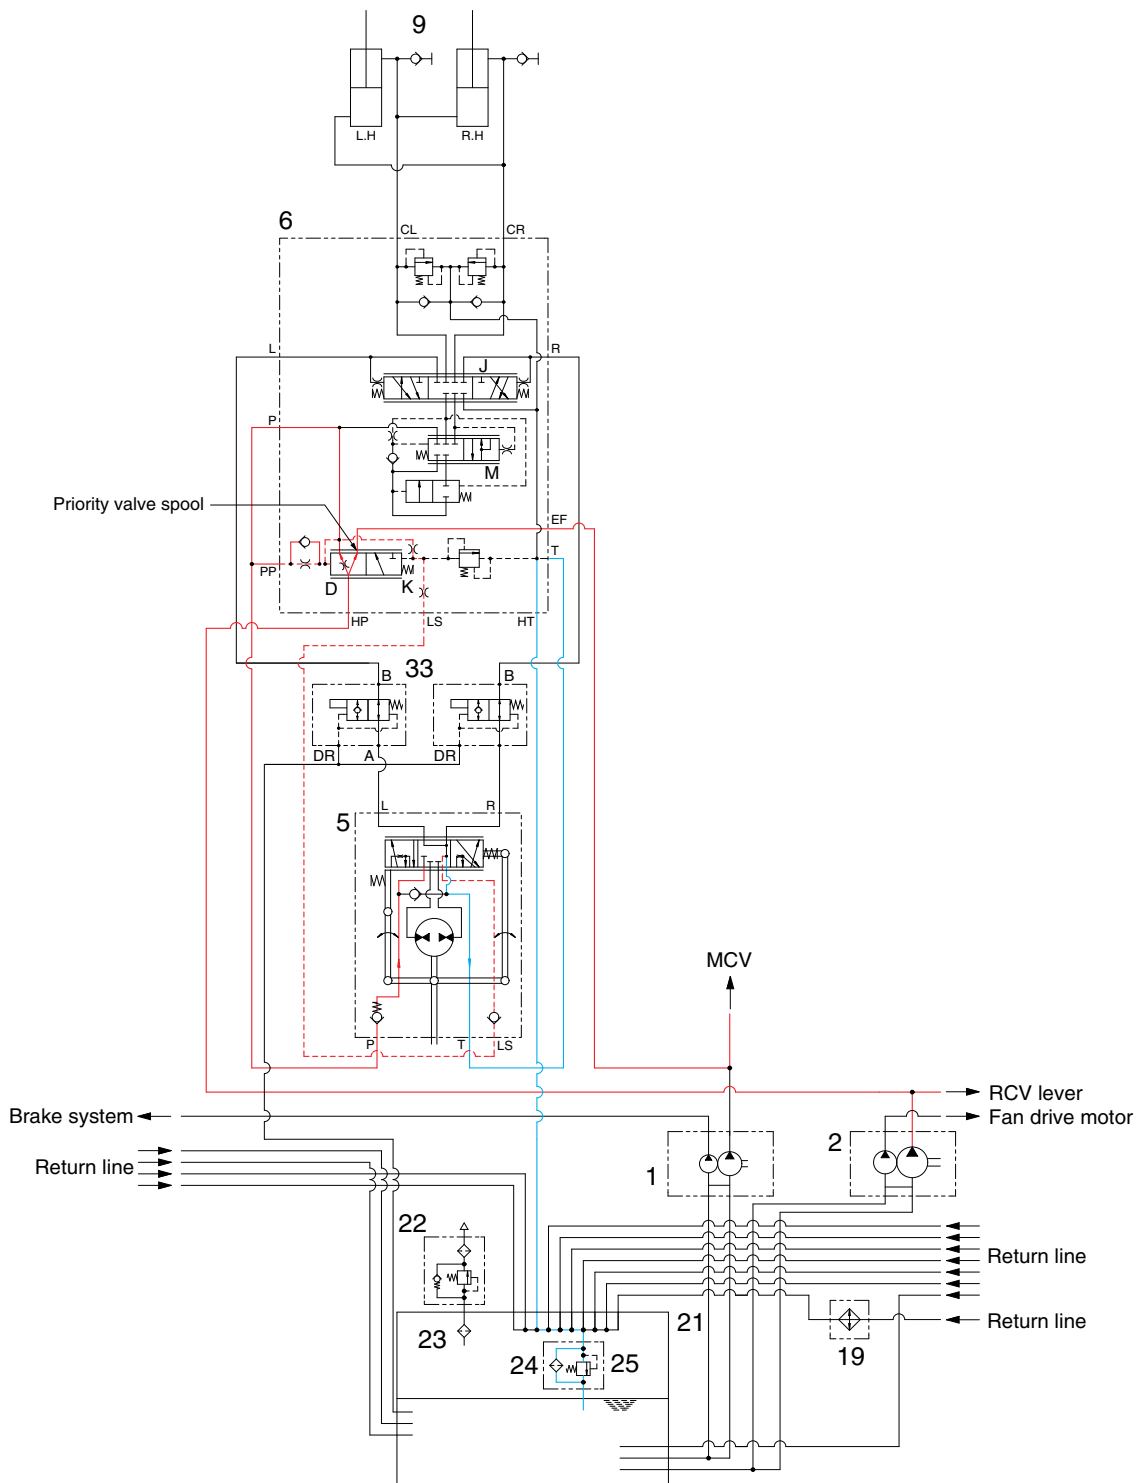 9
L.H
R.H
6
CL
CR
L
J
R
P
M
Priority valve spool
EF
T
PP
D
K
HP
LS
HT
33
B
B
DR
A
DR
L
R
5
P
T
LS
MCV
RCV lever
Brake system
Fan drive motor
1
2
Return line
22
Return line
21
Return line
23
24
25
19